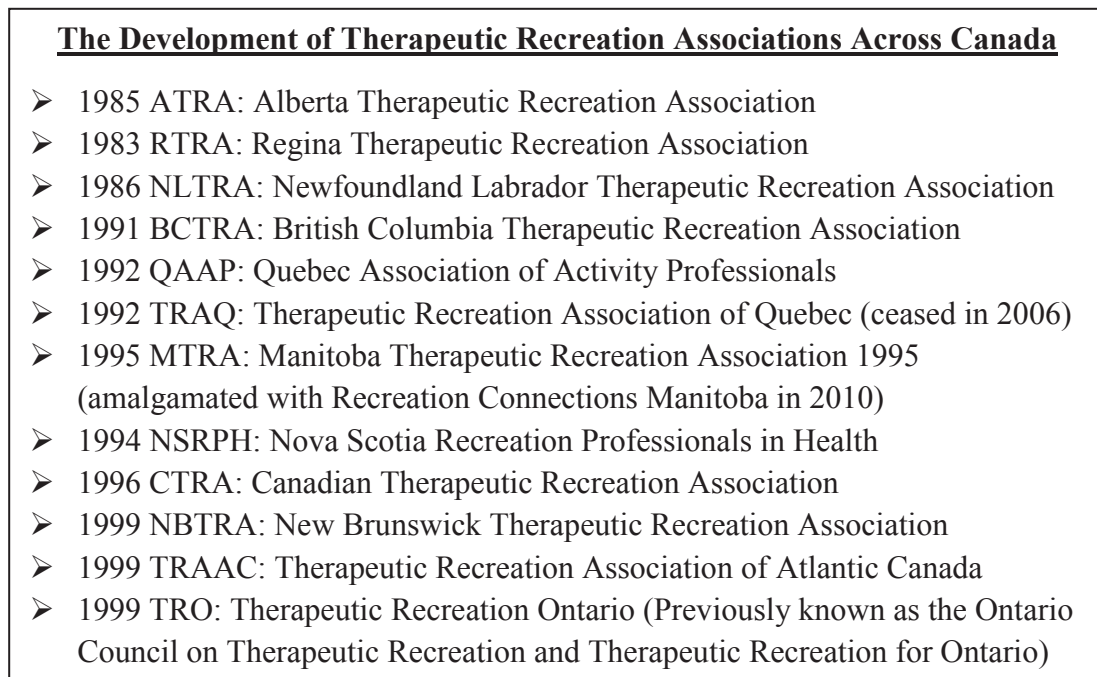 The Development of Therapeutic Recreation Associations Across Canada
➢ 1985 ATRA: Alberta Therapeutic Recreation Association
➢ 1983 RTRA: Regina Therapeutic Recreation Association
➢ 1986 NLTRA: Newfoundland Labrador Therapeutic Recreation Association
➢ 1991 BCTRA: British Columbia Therapeutic Recreation Association
➢ 1992 QAAP: Quebec Association of Activity Professionals
➢ 1992 TRAQ: Therapeutic Recreation Association of Quebec (ceased in 2006)
➢ 1995 MTRA: Manitoba Therapeutic Recreation Association 1995
(amalgamated with Recreation Connections Manitoba in 2010)
➢ 1994 NSRPH: Nova Scotia Recreation Professionals in Health
➢ 1996 CTRA: Canadian Therapeutic Recreation Association
➢ 1999 NBTRA: New Brunswick Therapeutic Recreation Association
➢ 1999 TRAAC: Therapeutic Recreation Association of Atlantic Canada
➢ 1999 TRO: Therapeutic Recreation Ontario (Previously known as the Ontario
Council on Therapeutic Recreation and Therapeutic Recreation for Ontario)